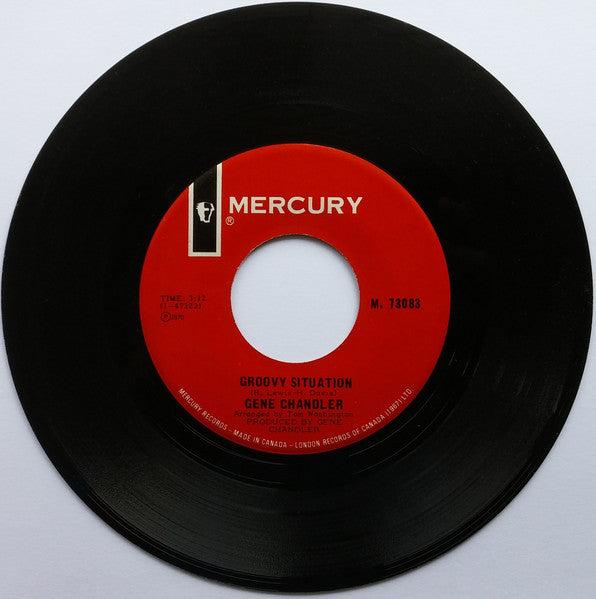 MERCURY
®
TIME: 3:12
M. 73083
℗1970
GROOVY SITUATION
(R. Lewis-H. Davis)
GENE CHANDLER
Arranged by Tom Washington
PRODUCED BY GENE
CHANDLER
MERCURY RECORDS - MADE IN CANADA - LONDON RECORDS OF CANADA (1967) LTD.